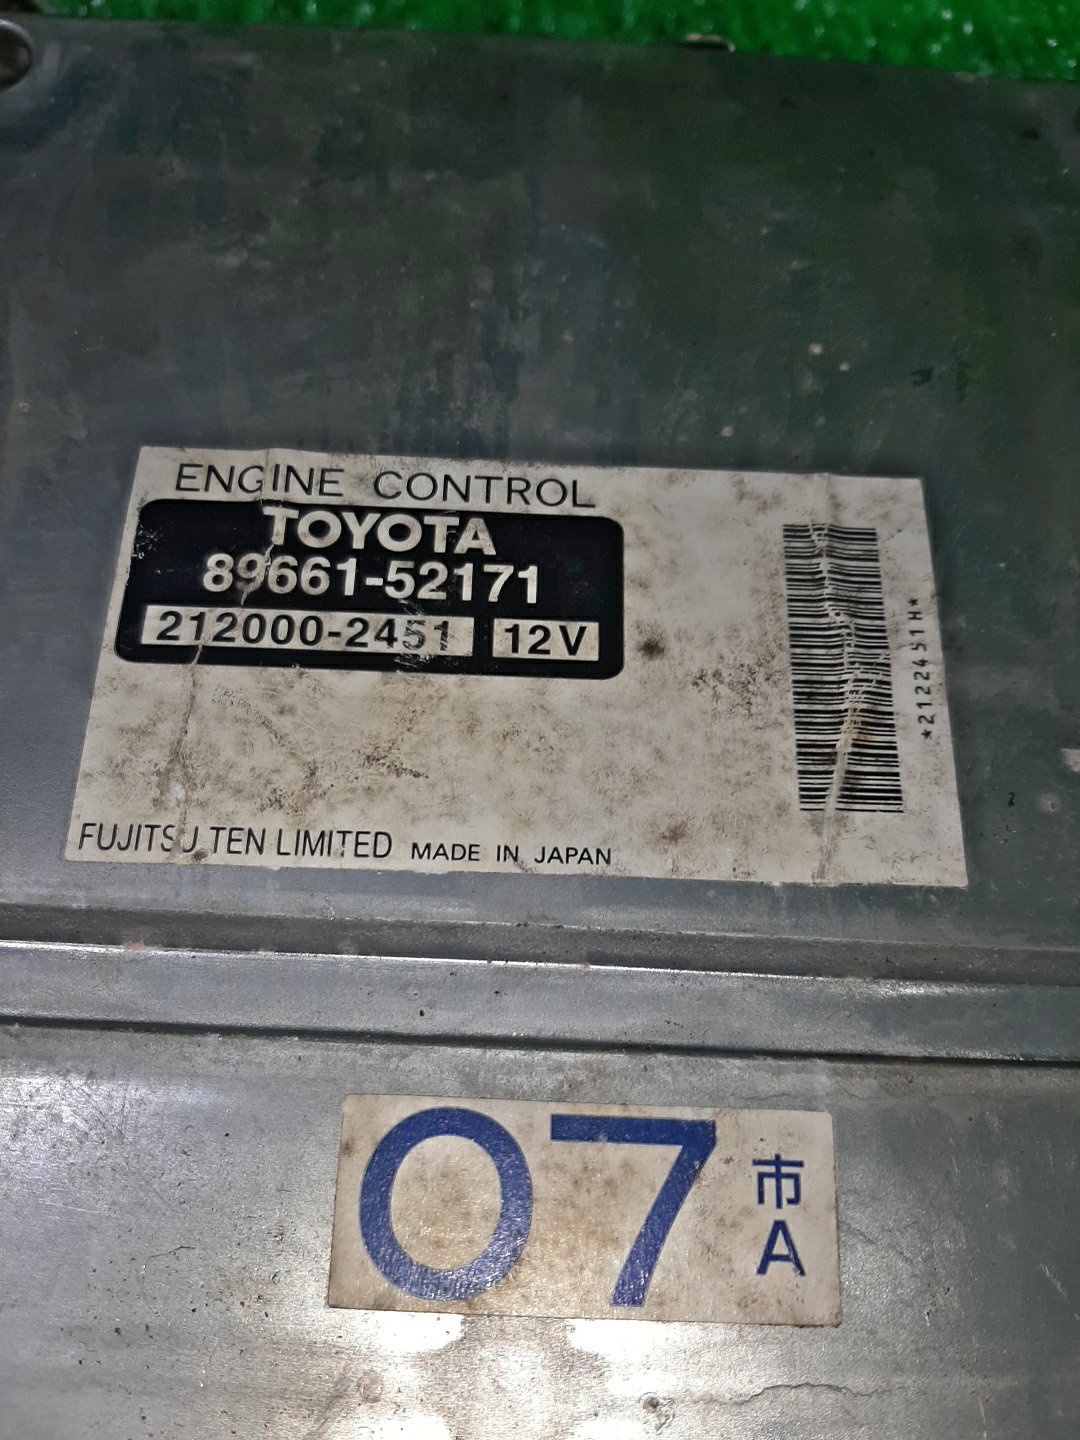 ENGINE CONTROL
TOYOTA
89661-52171
212000-2451 12V
*2122451H*
FUJITSU TEN LIMITED MADE IN JAPAN
07 市
A